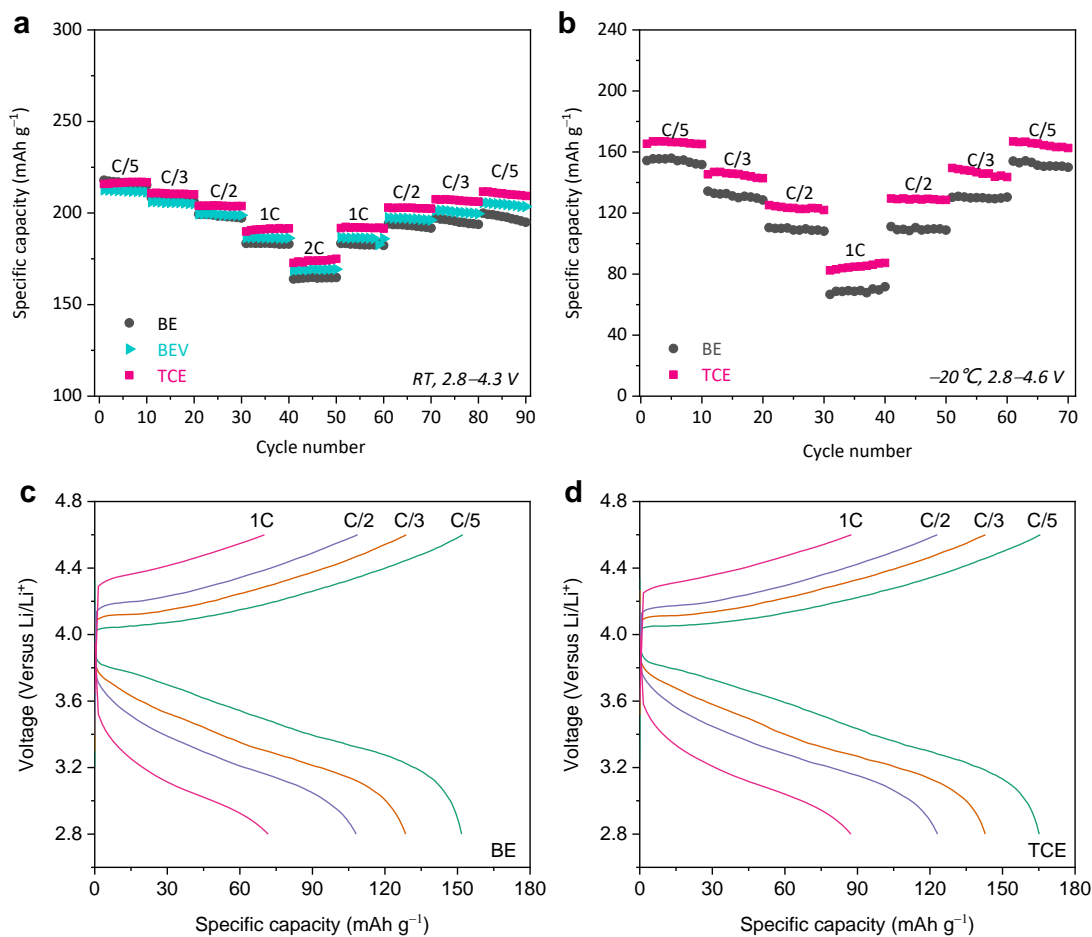 a
300
250
200
150
100
Specific capacity (mAh g⁻¹)
C/5
C/3
C/2
1C
2C
1C
C/2
C/3
C/5
BE
BEV
TCE
RT, 2.8–4.3 V
0 10 20 30 40 50 60 70 80 90
Cycle number
b
240
200
160
120
80
40
0
Specific capacity (mAh g⁻¹)
C/5
C/3
C/2
1C
C/2
C/3
C/5
BE
TCE
−20℃, 2.8–4.6 V
0 10 20 30 40 50 60 70
Cycle number
c
4.8
4.4
4.0
3.6
3.2
2.8
Voltage (Versus Li/Li⁺)
1C C/2 C/3 C/5
BE
0 30 60 90 120 150 180
Specific capacity (mAh g⁻¹)
d
4.8
4.4
4.0
3.6
3.2
2.8
Voltage (Versus Li/Li⁺)
1C C/2 C/3 C/5
TCE
0 30 60 90 120 150 180
Specific capacity (mAh g⁻¹)